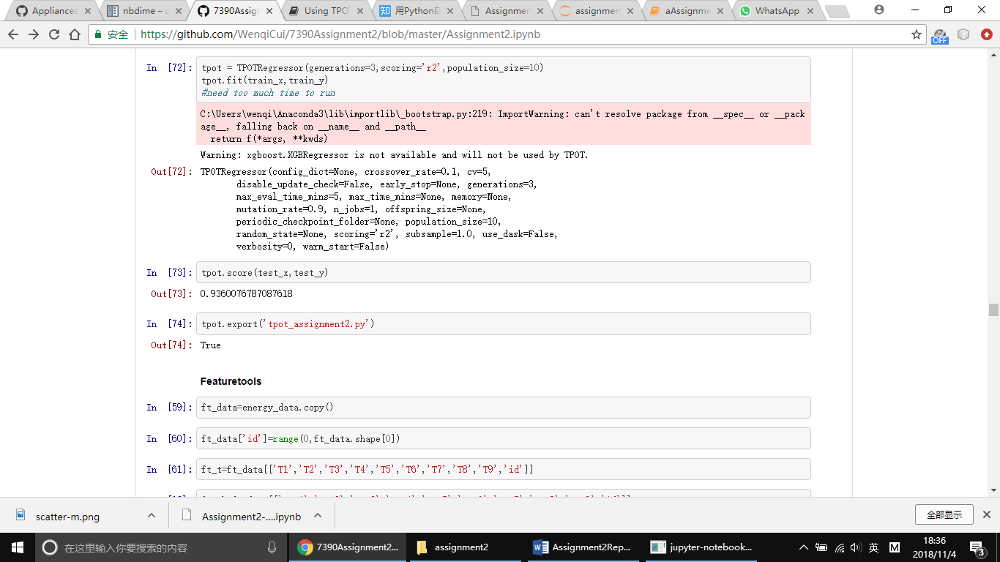 Appliances
nbdime – c
7390Assign
Using TPO
用Python自
Assignmen
assignmen
aAssignme
WhatsApp
安全
https://github.com/WenqiCui/7390Assignment2/blob/master/Assignment2.ipynb
OFF
In [72]:
tpot = TPOTRegressor(generations=3,scoring='r2',population_size=10)
tpot.fit(train_x,train_y)
#need too much time to run
C:\Users\wenqi\Anaconda3\lib\importlib\_bootstrap.py:219: ImportWarning: can't resolve package from __spec__ or __pack
age__, falling back on __name__ and __path__
return f(*args, **kwds)
Warning: xgboost.XGBRegressor is not available and will not be used by TPOT.
Out[72]:
TPOTRegressor(config_dict=None, crossover_rate=0.1, cv=5,
disable_update_check=False, early_stop=None, generations=3,
max_eval_time_mins=5, max_time_mins=None, memory=None,
mutation_rate=0.9, n_jobs=1, offspring_size=None,
periodic_checkpoint_folder=None, population_size=10,
random_state=None, scoring='r2', subsample=1.0, use_dask=False,
verbosity=0, warm_start=False)
In [73]:
tpot.score(test_x,test_y)
Out[73]:
0.9360076787087618
In [74]:
tpot.export('tpot_assignment2.py')
Out[74]:
True
Featuretools
In [59]:
ft_data=energy_data.copy()
In [60]:
ft_data['id']=range(0,ft_data.shape[0])
In [61]:
ft_t=ft_data[['T1','T2','T3','T4','T5','T6','T7','T8','T9','id']]
scatter-m.png
Assignment2-....ipynb
全部显示
在这里输入你要搜索的内容
7390Assignment2...
assignment2
Assignment2Rep...
jupyter-notebook...
英
M
18:36
2018/11/4
3